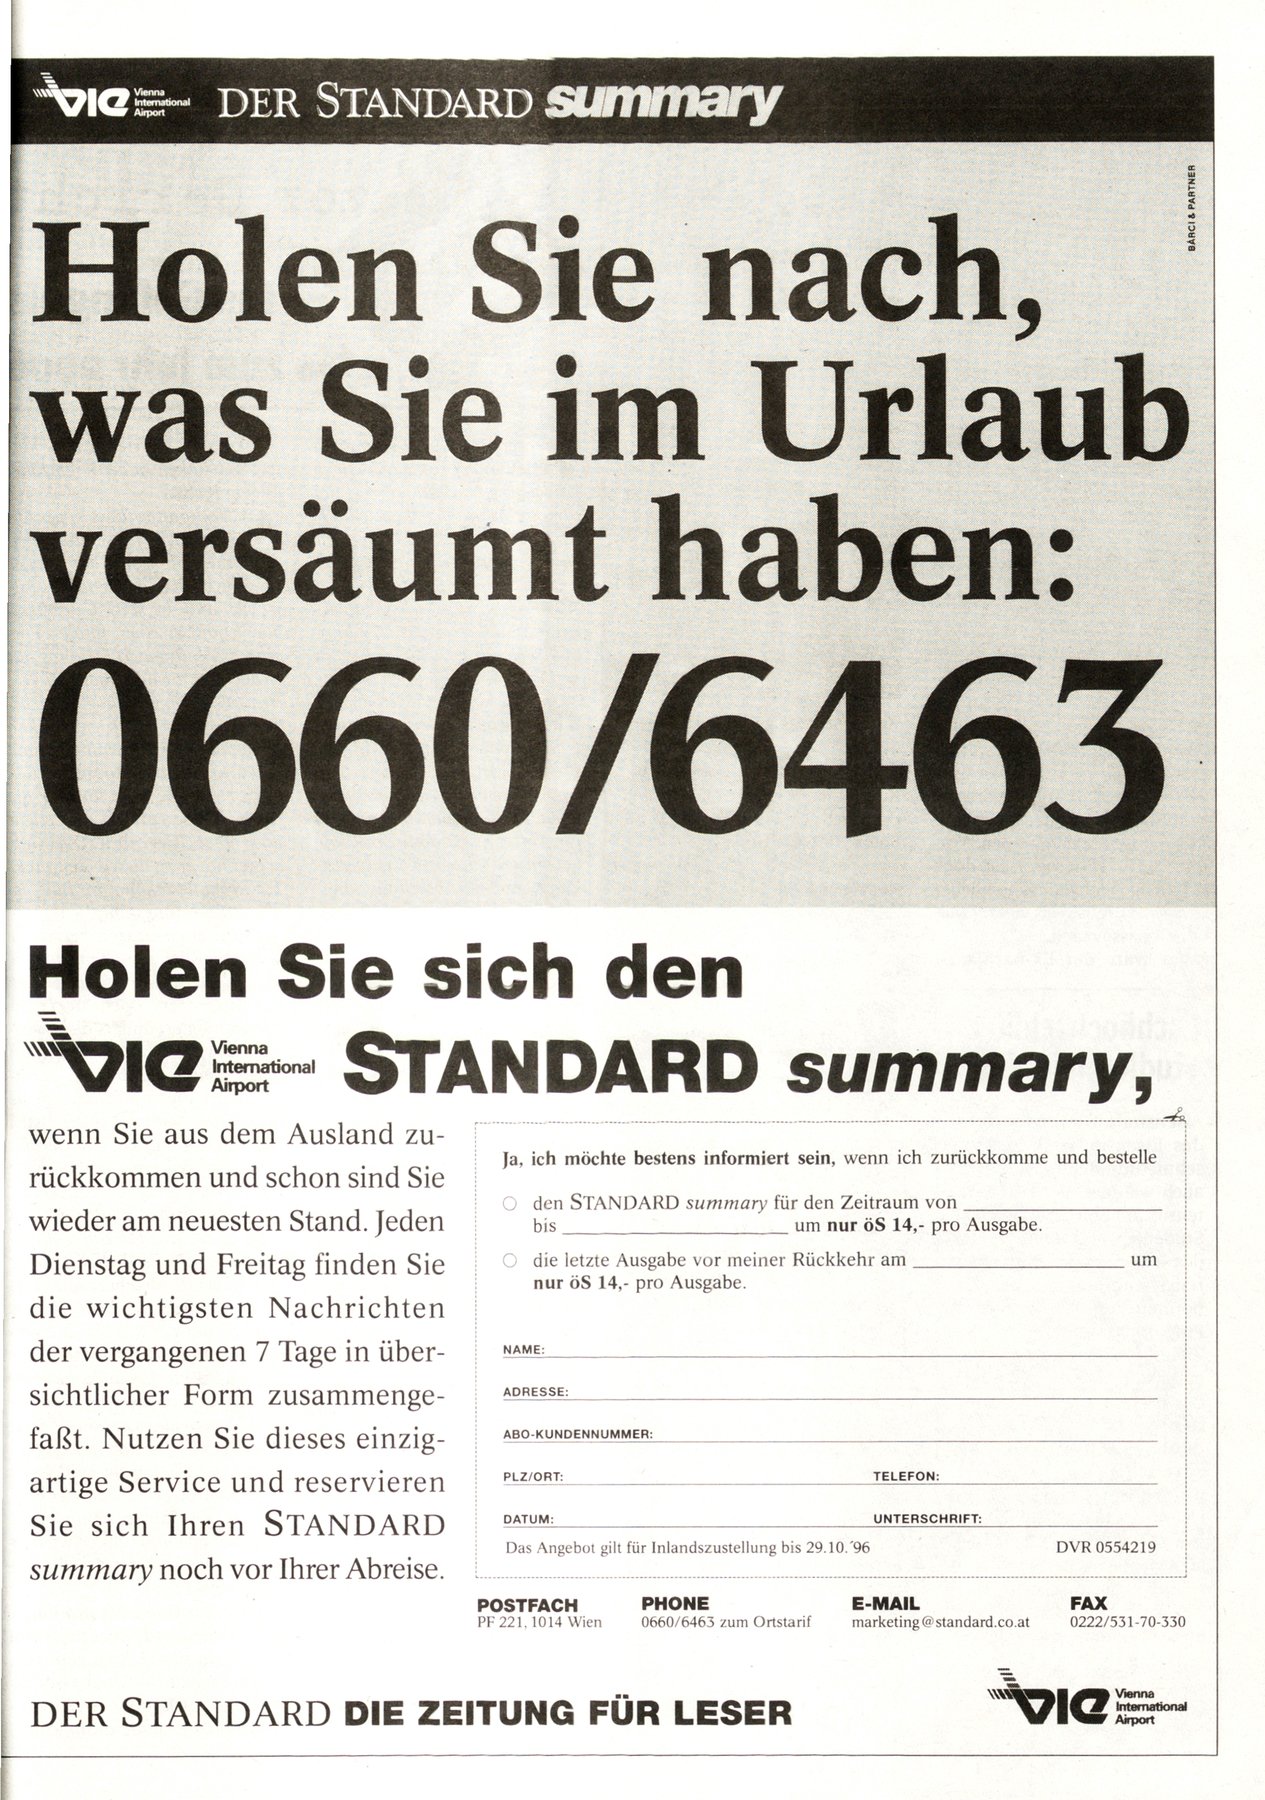 VIE Vienna International Airport DER STANDARD summary
BÁRCI & PARTNER
Holen Sie nach,
was Sie im Urlaub
versäumt haben:
0660/6463
Holen Sie sich den
VIE Vienna International Airport STANDARD summary,
wenn Sie aus dem Ausland zu-
rückkommen und schon sind Sie
wieder am neuesten Stand. Jeden
Dienstag und Freitag finden Sie
die wichtigsten Nachrichten
der vergangenen 7 Tage in über-
sichtlicher Form zusammenge-
faßt. Nutzen Sie dieses einzig-
artige Service und reservieren
Sie sich Ihren STANDARD
summary noch vor Ihrer Abreise.
Ja, ich möchte bestens informiert sein, wenn ich zurückkomme und bestelle
den STANDARD summary für den Zeitraum von
bis um nur öS 14,- pro Ausgabe.
die letzte Ausgabe vor meiner Rückkehr am um
nur öS 14,- pro Ausgabe.
NAME:
ADRESSE:
ABO-KUNDENNUMMER:
PLZ/ORT: TELEFON:
DATUM: UNTERSCHRIFT:
Das Angebot gilt für Inlandszustellung bis 29.10.'96 DVR 0554219
POSTFACH PHONE E-MAIL FAX
PF 221, 1014 Wien 0660/6463 zum Ortstarif marketing@standard.co.at 0222/531-70-330
DER STANDARD DIE ZEITUNG FÜR LESER
VIE Vienna International Airport